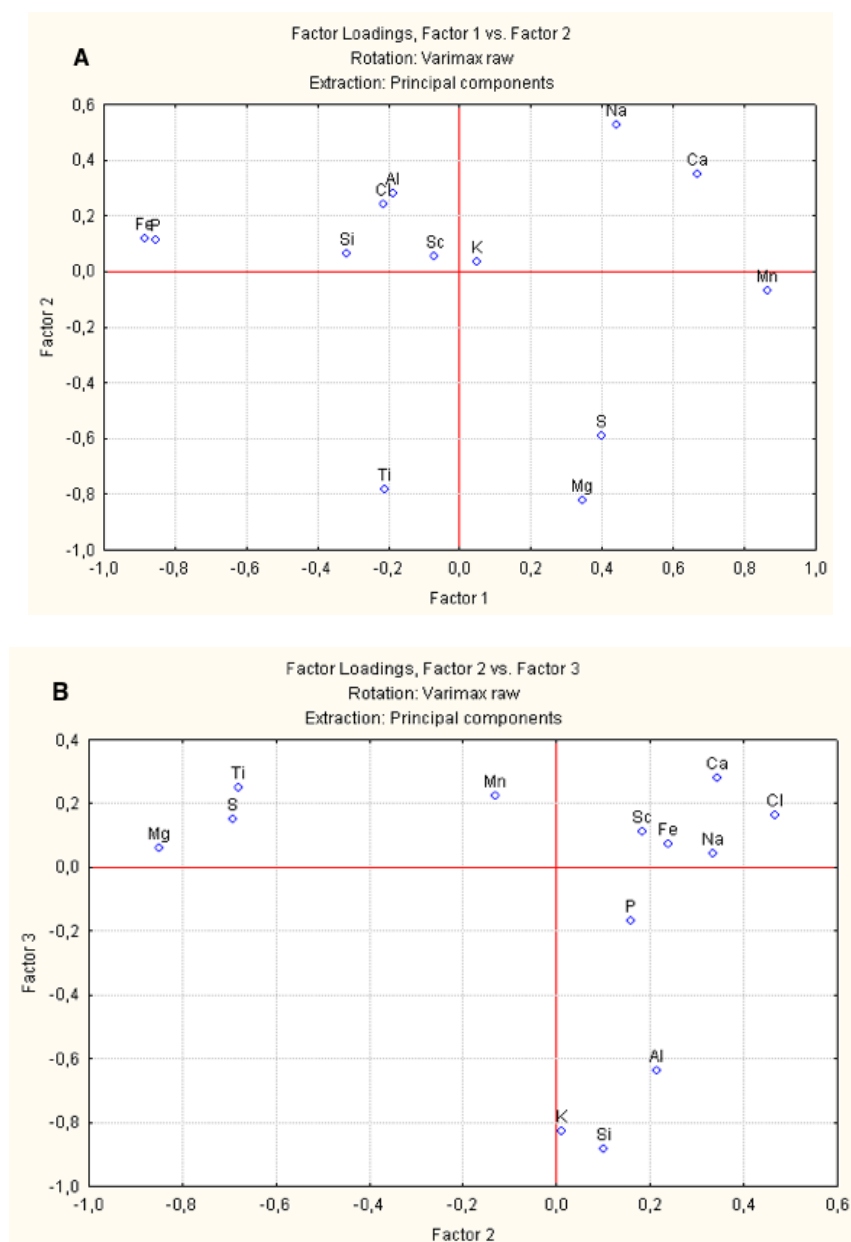 A
Factor Loadings, Factor 1 vs. Factor 2
Rotation: Varimax raw
Extraction: Principal components
0,6
0,4
0,2
0,0
-0,2
-0,4
-0,6
-0,8
-1,0
Factor 2
Na
Ca
Al
Cl
Fe P
Si
Sc
K
Mn
S
Ti
Mg
-1,0 -0,8 -0,6 -0,4 -0,2 0,0 0,2 0,4 0,6 0,8 1,0
Factor 1
B
Factor Loadings, Factor 2 vs. Factor 3
Rotation: Varimax raw
Extraction: Principal components
0,4
0,2
0,0
-0,2
-0,4
-0,6
-0,8
-1,0
Factor 3
Ca
Ti
Mn
Cl
S
Sc
Fe
Na
Mg
P
Al
K
Si
-1,0 -0,8 -0,6 -0,4 -0,2 0,0 0,2 0,4 0,6
Factor 2